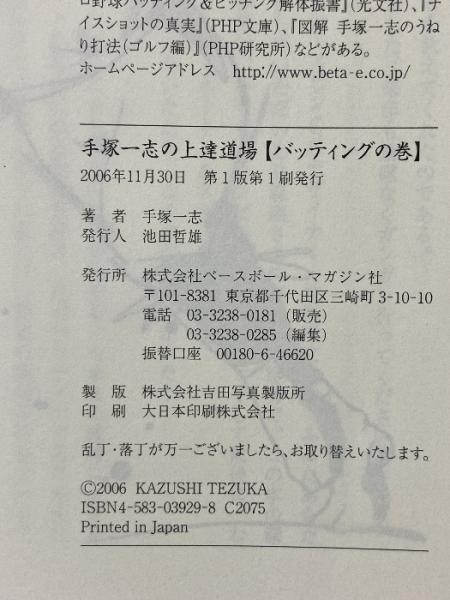 ロ野球バッティング&ピッチング解体振書』(光文社)、『ナ
イスショットの真実』(PHP文庫)、『図解 手塚一志のうね
り打法(ゴルフ編)』(PHP研究所)などがある。
ホームページアドレス http://www.beta-e.co.jp/
手塚一志の上達道場【バッティングの巻】
2006年11月30日 第1版第1刷発行
著 者 手塚一志
発行人 池田哲雄
発行所 株式会社ベースボール・マガジン社
〒101-8381 東京都千代田区三崎町3-10-10
電話 03-3238-0181(販売)
03-3238-0285(編集)
振替口座 00180-6-46620
製 版 株式会社吉田写真製版所
印 刷 大日本印刷株式会社
乱丁・落丁が万一ございましたら、お取り替えいたします。
©2006 KAZUSHI TEZUKA
ISBN4-583-03929-8 C2075
Printed in Japan